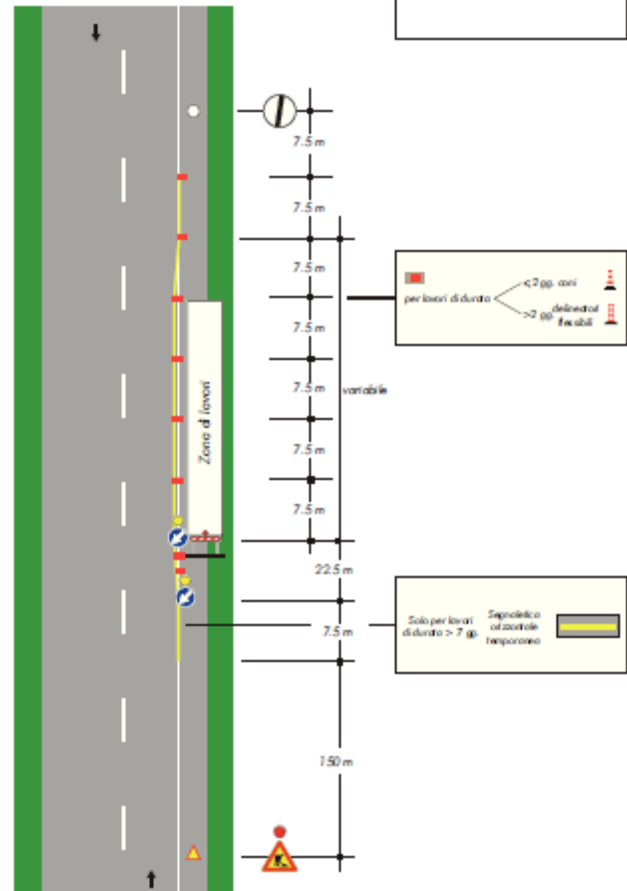 7.5 m
7.5 m
7.5 m
7.5 m
7.5 m
7.5 m
7.5 m
variabile
22.5 m
7.5 m
150 m
Zona di lavori
per lavori di durata
≤2 gg. coni
>2 gg. delineatori
flessibili
Solo per lavori
di durata > 7 gg.
Segnaletica
orizzontale
temporanea